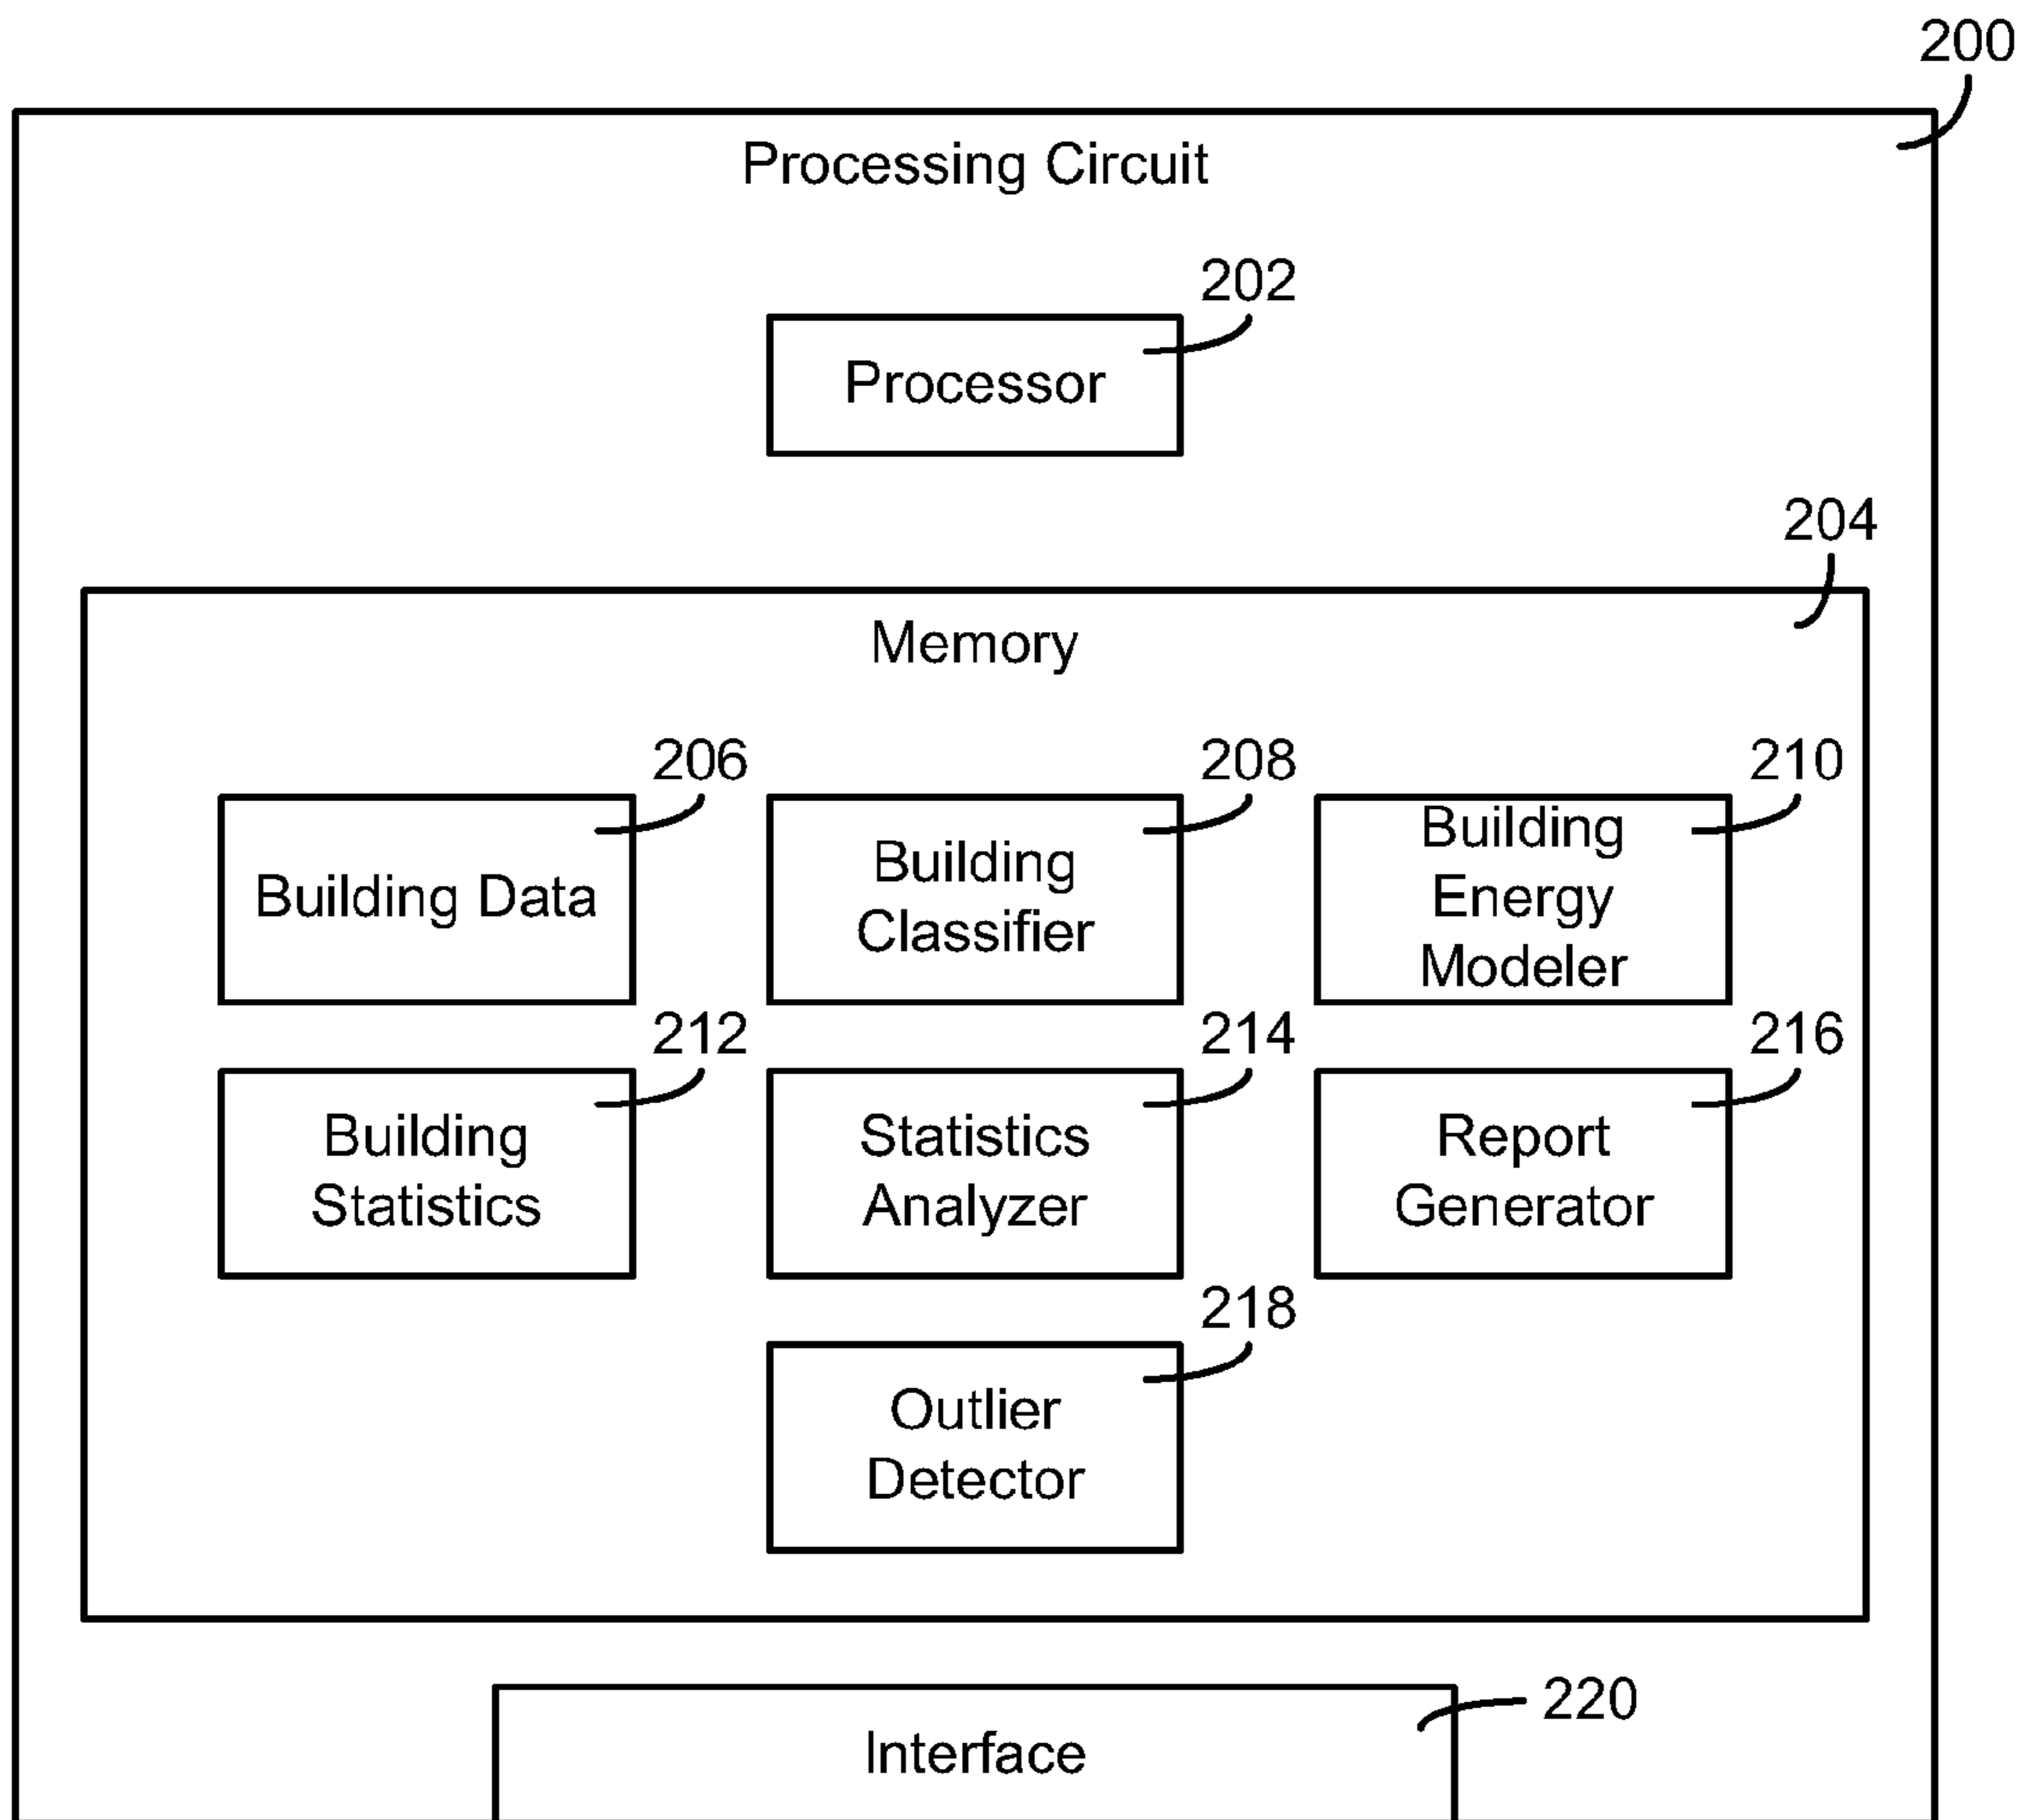 200
Processing Circuit
202
Processor
204
Memory
206
208
210
Building Data
Building
Classifier
Building
Energy
Modeler
212
214
216
Building
Statistics
Statistics
Analyzer
Report
Generator
218
Outlier
Detector
220
Interface